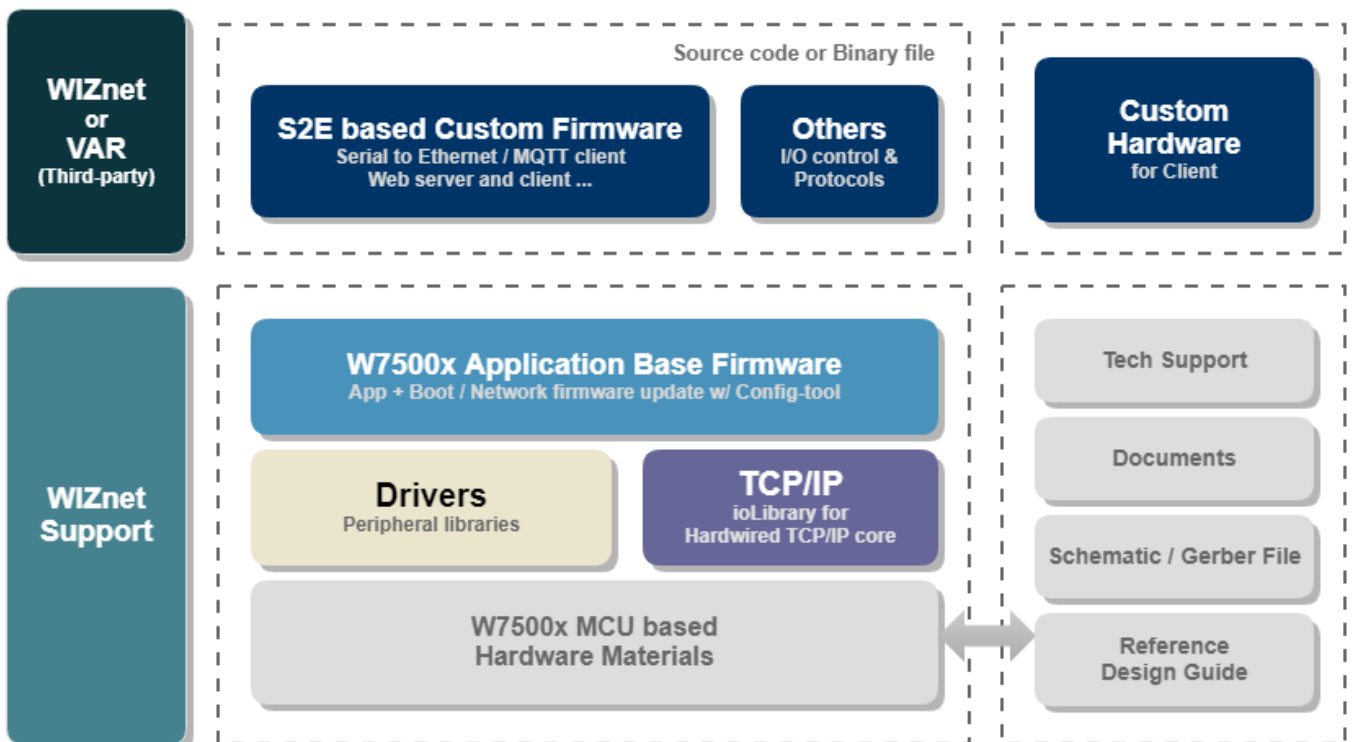 WIZnet
or
VAR
(Third-party)
Source code or Binary file
S2E based Custom Firmware
Serial to Ethernet / MQTT client
Web server and client ...
Others
I/O control &
Protocols
Custom
Hardware
for Client
WIZnet
Support
W7500x Application Base Firmware
App + Boot / Network firmware update w/ Config-tool
Drivers
Peripheral libraries
TCP/IP
ioLibrary for
Hardwired TCP/IP core
W7500x MCU based
Hardware Materials
Tech Support
Documents
Schematic / Gerber File
Reference
Design Guide